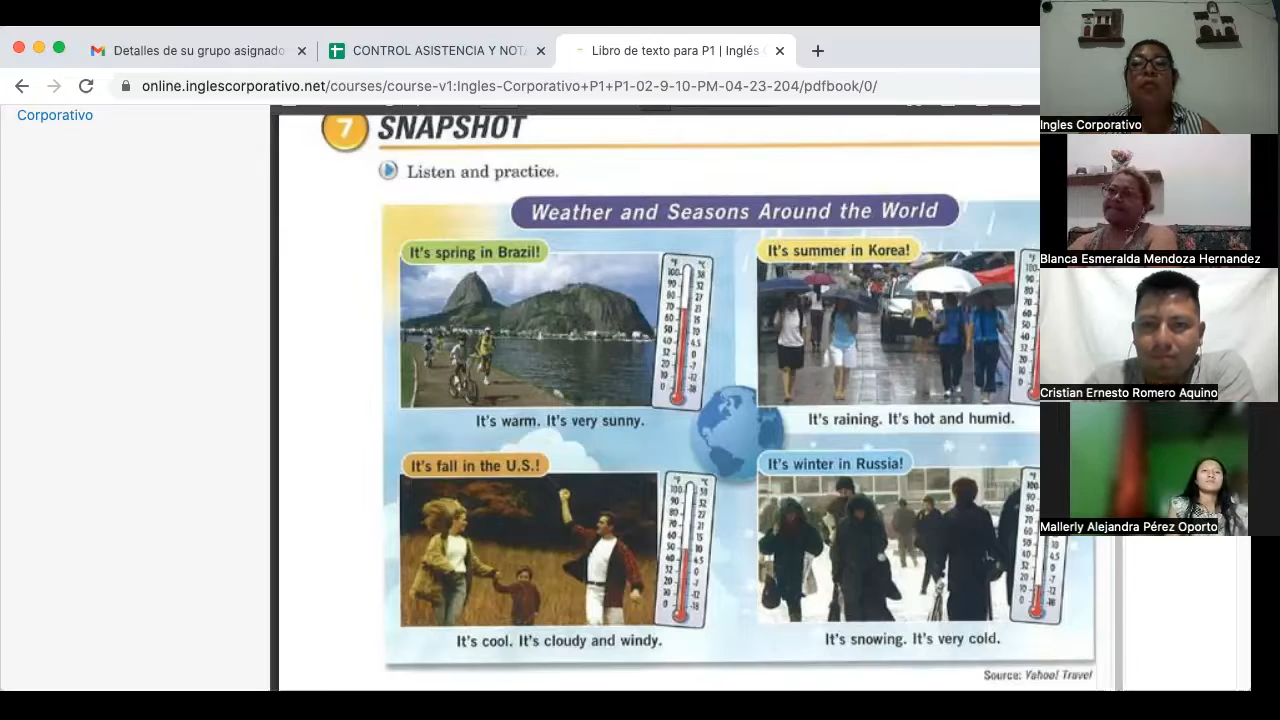 Detalles de su grupo asignado
CONTROL ASISTENCIA Y NOT
Libro de texto para P1 | Inglés
online.inglescorporativo.net/courses/course-v1:Ingles-Corporativo+P1+P1-02-9-10-PM-04-23-204/pdfbook/0/
Corporativo
7 SNAPSHOT
Listen and practice.
Weather and Seasons Around the World
It's spring in Brazil!
It's summer in Korea!
It's warm. It's very sunny.
It's raining. It's hot and humid.
It's fall in the U.S.!
It's winter in Russia!
It's cool. It's cloudy and windy.
It's snowing. It's very cold.
Source: Yahoo! Travel
Ingles Corporativo
Blanca Esmeralda Mendoza Hernandez
Cristian Ernesto Romero Aquino
Mallerly Alejandra Pérez Oporto